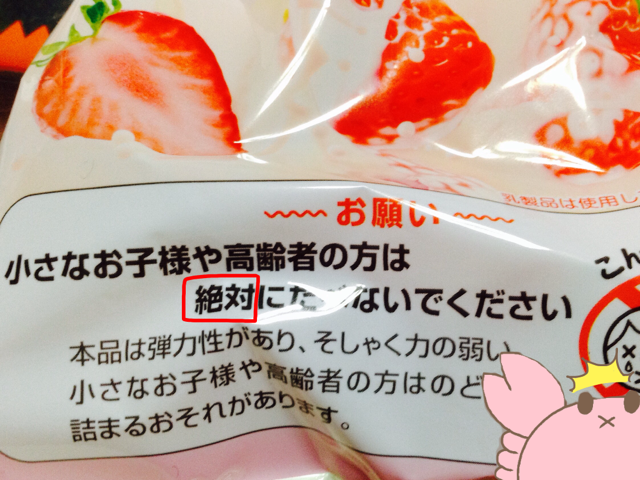 乳製品は使用し
お願い
小さなお子様や高齢者の方は
絶対にたべないでください
こん
本品は弾力性があり、そしゃく力の弱い
小さなお子様や高齢者の方はのど
詰まるおそれがあります。